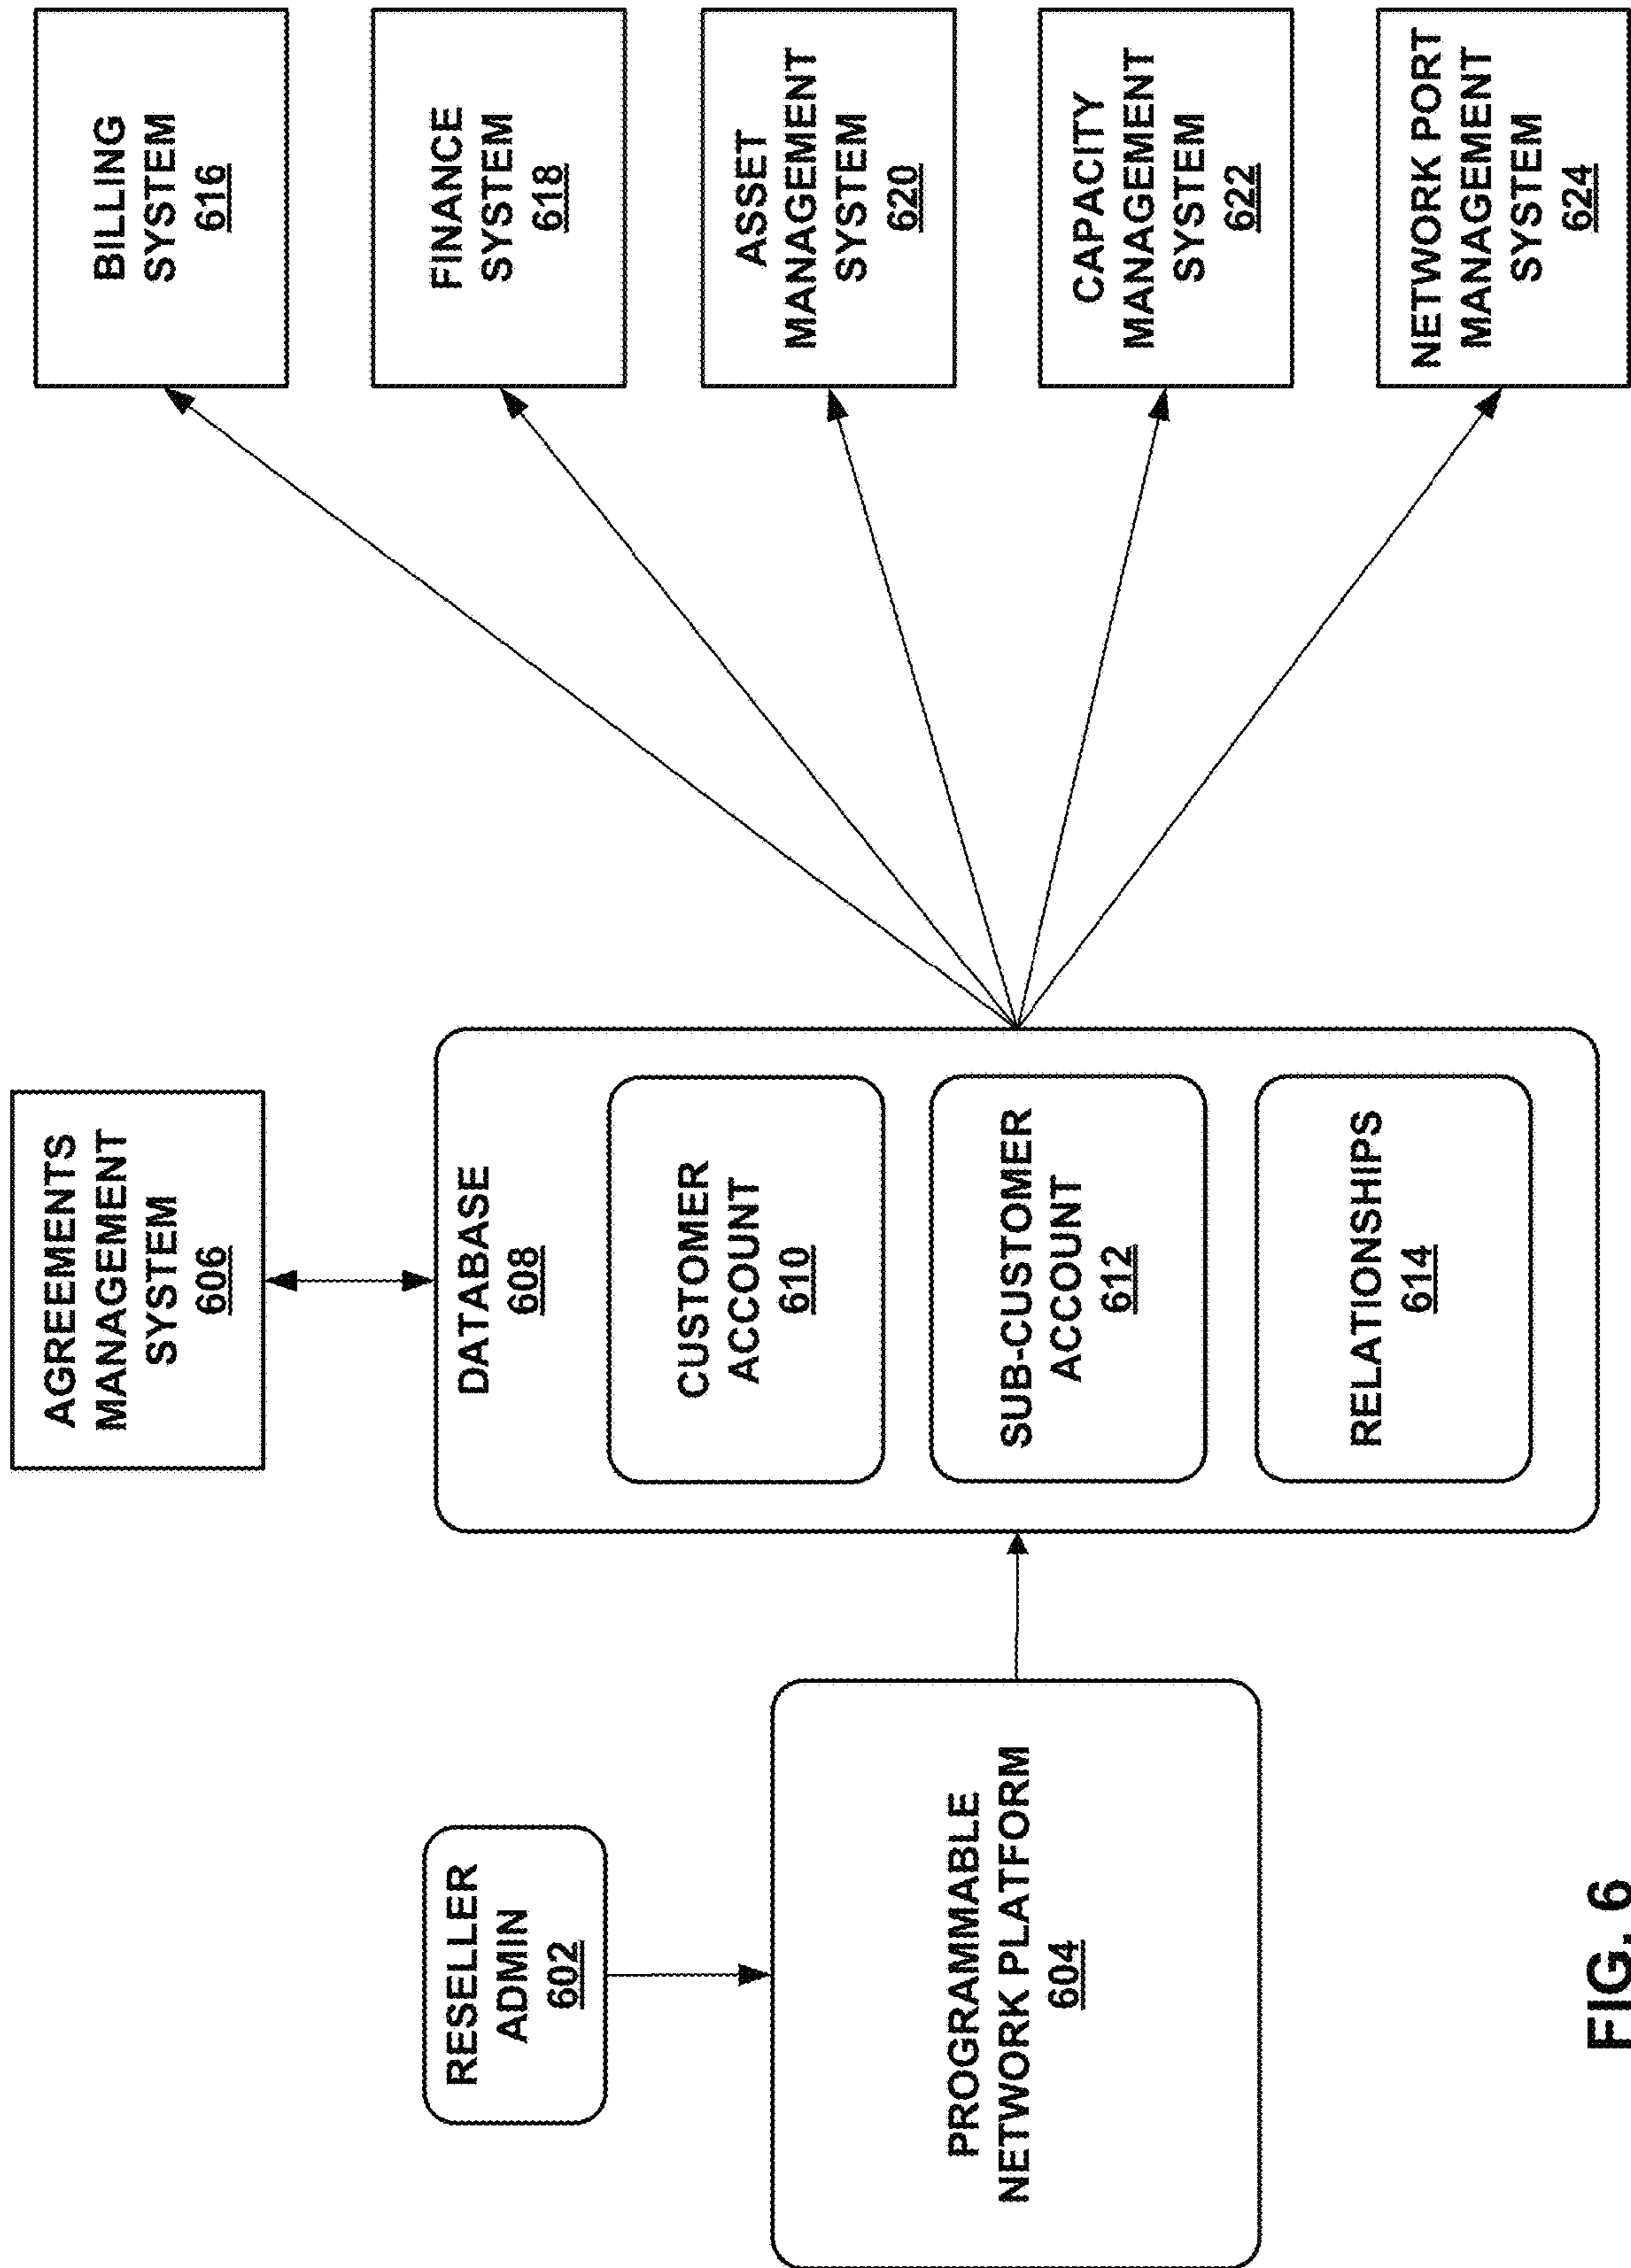 RESELLER
ADMIN
602
PROGRAMMABLE
NETWORK PLATFORM
604
AGREEMENTS
MANAGEMENT
SYSTEM
606
DATABASE
608
CUSTOMER
ACCOUNT
610
SUB-CUSTOMER
ACCOUNT
612
RELATIONSHIPS
614
BILLING
SYSTEM
616
FINANCE
SYSTEM
618
ASSET
MANAGEMENT
SYSTEM
620
CAPACITY
MANAGEMENT
SYSTEM
622
NETWORK PORT
MANAGEMENT
SYSTEM
624
FIG. 6